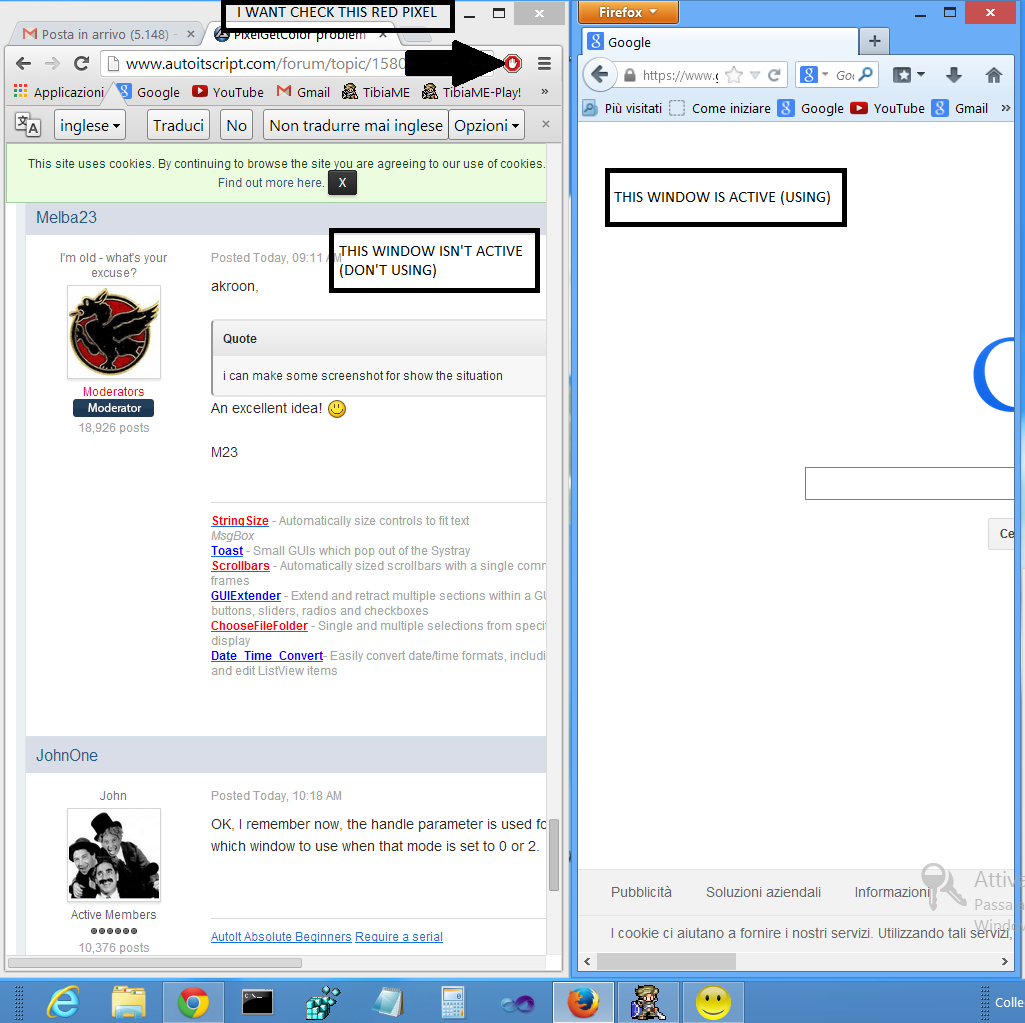 I WANT CHECK THIS RED PIXEL
Posta in arrivo (5.148) -
PixelGetColor problem
www.autoitscript.com/forum/topic/1580
Applicazioni Google YouTube Gmail TibiaME TibiaME-Play! »
inglese Traduci No Non tradurre mai inglese Opzioni
This site uses cookies. By continuing to browse the site you are agreeing to our use of cookies.
Find out more here. X
Melba23
I'm old - what's your
excuse?
Moderators
Moderator
18,926 posts
Posted Today, 09:11 AM
THIS WINDOW ISN'T ACTIVE
(DON'T USING)
akroon,
Quote
i can make some screenshot for show the situation
An excellent idea!
M23
StringSize - Automatically size controls to fit text
MsgBox
Toast - Small GUIs which pop out of the Systray
Scrollbars - Automatically sized scrollbars with a single comm
frames
GUIExtender - Extend and retract multiple sections within a GU
buttons, sliders, radios and checkboxes
ChooseFileFolder - Single and multiple selections from specif
display
Date_Time_Convert- Easily convert date/time formats, includi
and edit ListView items
JohnOne
John
Active Members
10,376 posts
Posted Today, 10:18 AM
OK, I remember now, the handle parameter is used fo
which window to use when that mode is set to 0 or 2.
AutoIt Absolute Beginners Require a serial
Firefox
Google
https://www.g
Goo
Più visitati Come iniziare Google YouTube Gmail »
THIS WINDOW IS ACTIVE (USING)
Ce
Pubblicità Soluzioni aziendali Informazioni
Attiva
Passa a
Windows
I cookie ci aiutano a fornire i nostri servizi. Utilizzando tali servizi,
Colle